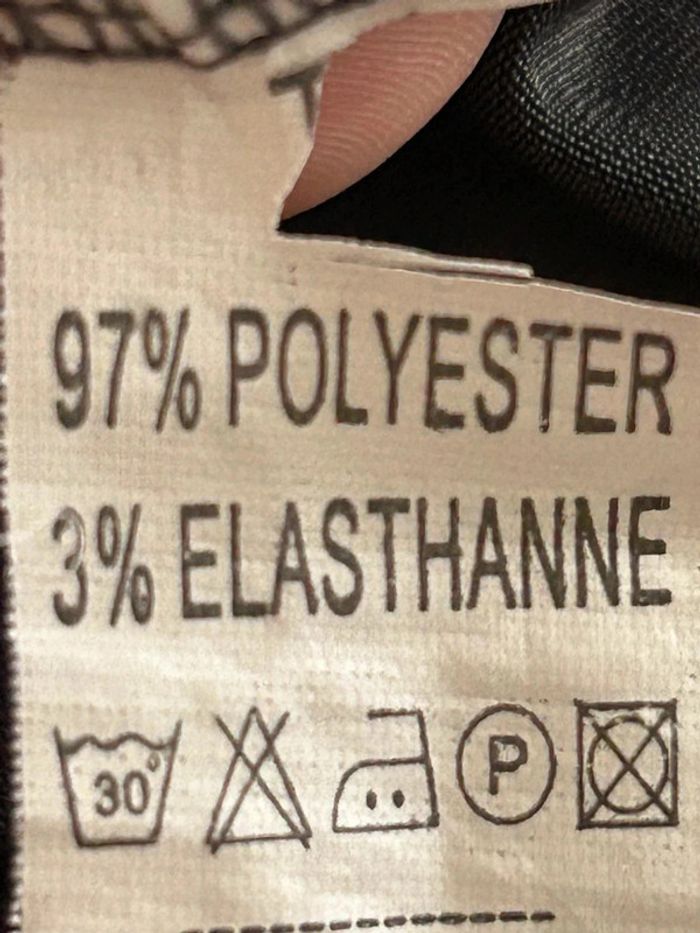 97% POLYESTER
3% ELASTHANNE
30° P